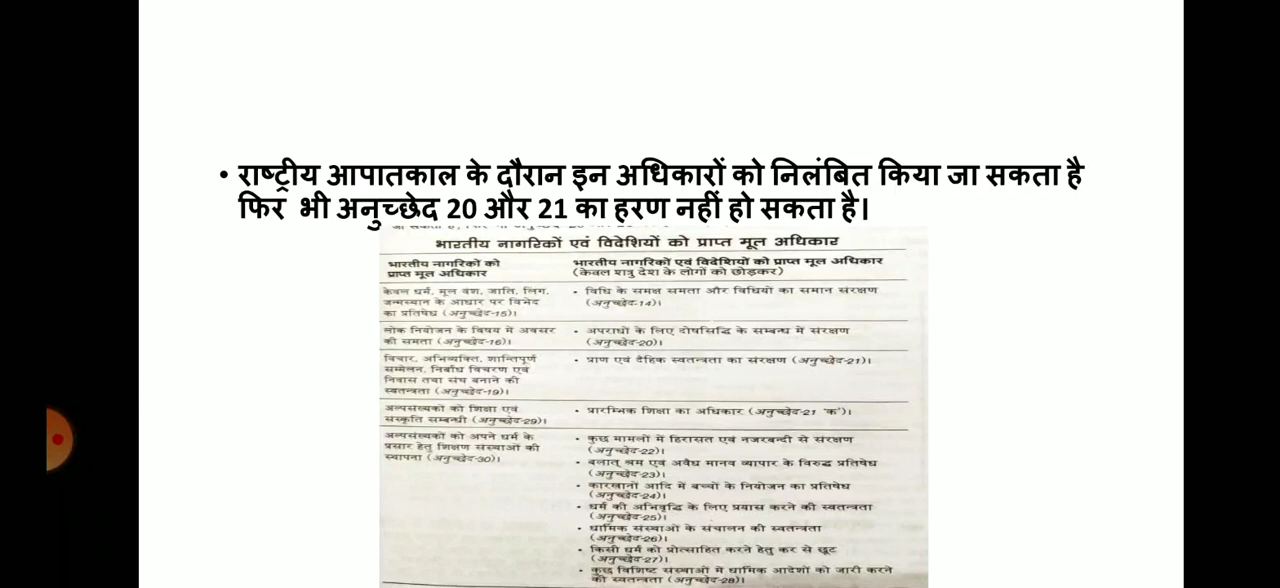 • राष्ट्रीय आपातकाल के दौरान इन अधिकारों को निलंबित किया जा सकता है
फिर भी अनुच्छेद 20 और 21 का हरण नहीं हो सकता है।
भारतीय नागरिकों एवं विदेशियों को प्राप्त मूल अधिकार
भारतीय नागरिकों को
प्राप्त मूल अधिकार
भारतीय नागरिकों एवं विदेशियों को प्राप्त मूल अधिकार
(केवल शत्रु देश के लोगों को छोड़कर)
केवल धर्म, मूल वंश, जाति, लिंग,
जन्मस्थान के आधार पर विभेद
का प्रतिषेध (अनुच्छेद-15)।
• विधि के समक्ष समता और विधियों का समान संरक्षण
(अनुच्छेद-14)।
लोक नियोजन के विषय में अवसर
की समता (अनुच्छेद-16)।
• अपराधों के लिए दोषसिद्धि के सम्बन्ध में संरक्षण
(अनुच्छेद-20)।
विचार, अभिव्यक्ति, शान्तिपूर्ण
सम्मेलन, निर्बाध विचरण एवं
निवास तथा संघ बनाने की
स्वतन्त्रता (अनुच्छेद-19)।
• प्राण एवं दैहिक स्वतन्त्रता का संरक्षण (अनुच्छेद-21)।
अल्पसंख्यकों को शिक्षा एवं
संस्कृति सम्बन्धी (अनुच्छेद-29)।
• प्रारम्भिक शिक्षा का अधिकार (अनुच्छेद-21 'क')।
अल्पसंख्यकों को अपने धर्म के
प्रसार हेतु शिक्षण संस्थाओं की
स्थापना (अनुच्छेद-30)।
• कुछ मामलों में हिरासत एवं नजरबन्दी से संरक्षण
(अनुच्छेद-22)।
• बलात् श्रम एवं अवैध मानव व्यापार के विरुद्ध प्रतिषेध
(अनुच्छेद-23)।
• कारखानों आदि में बच्चों के नियोजन का प्रतिषेध
(अनुच्छेद-24)।
• धर्म की अभिवृद्धि के लिए प्रयास करने की स्वतन्त्रता
(अनुच्छेद-25)।
• धार्मिक संस्थाओं के संचालन की स्वतन्त्रता
(अनुच्छेद-26)।
• किसी धर्म को प्रोत्साहित करने हेतु कर से छूट
(अनुच्छेद-27)।
• कुछ विशिष्ट संस्थाओं में धार्मिक आदेशों को जारी करने
की स्वतन्त्रता (अनुच्छेद-28)।